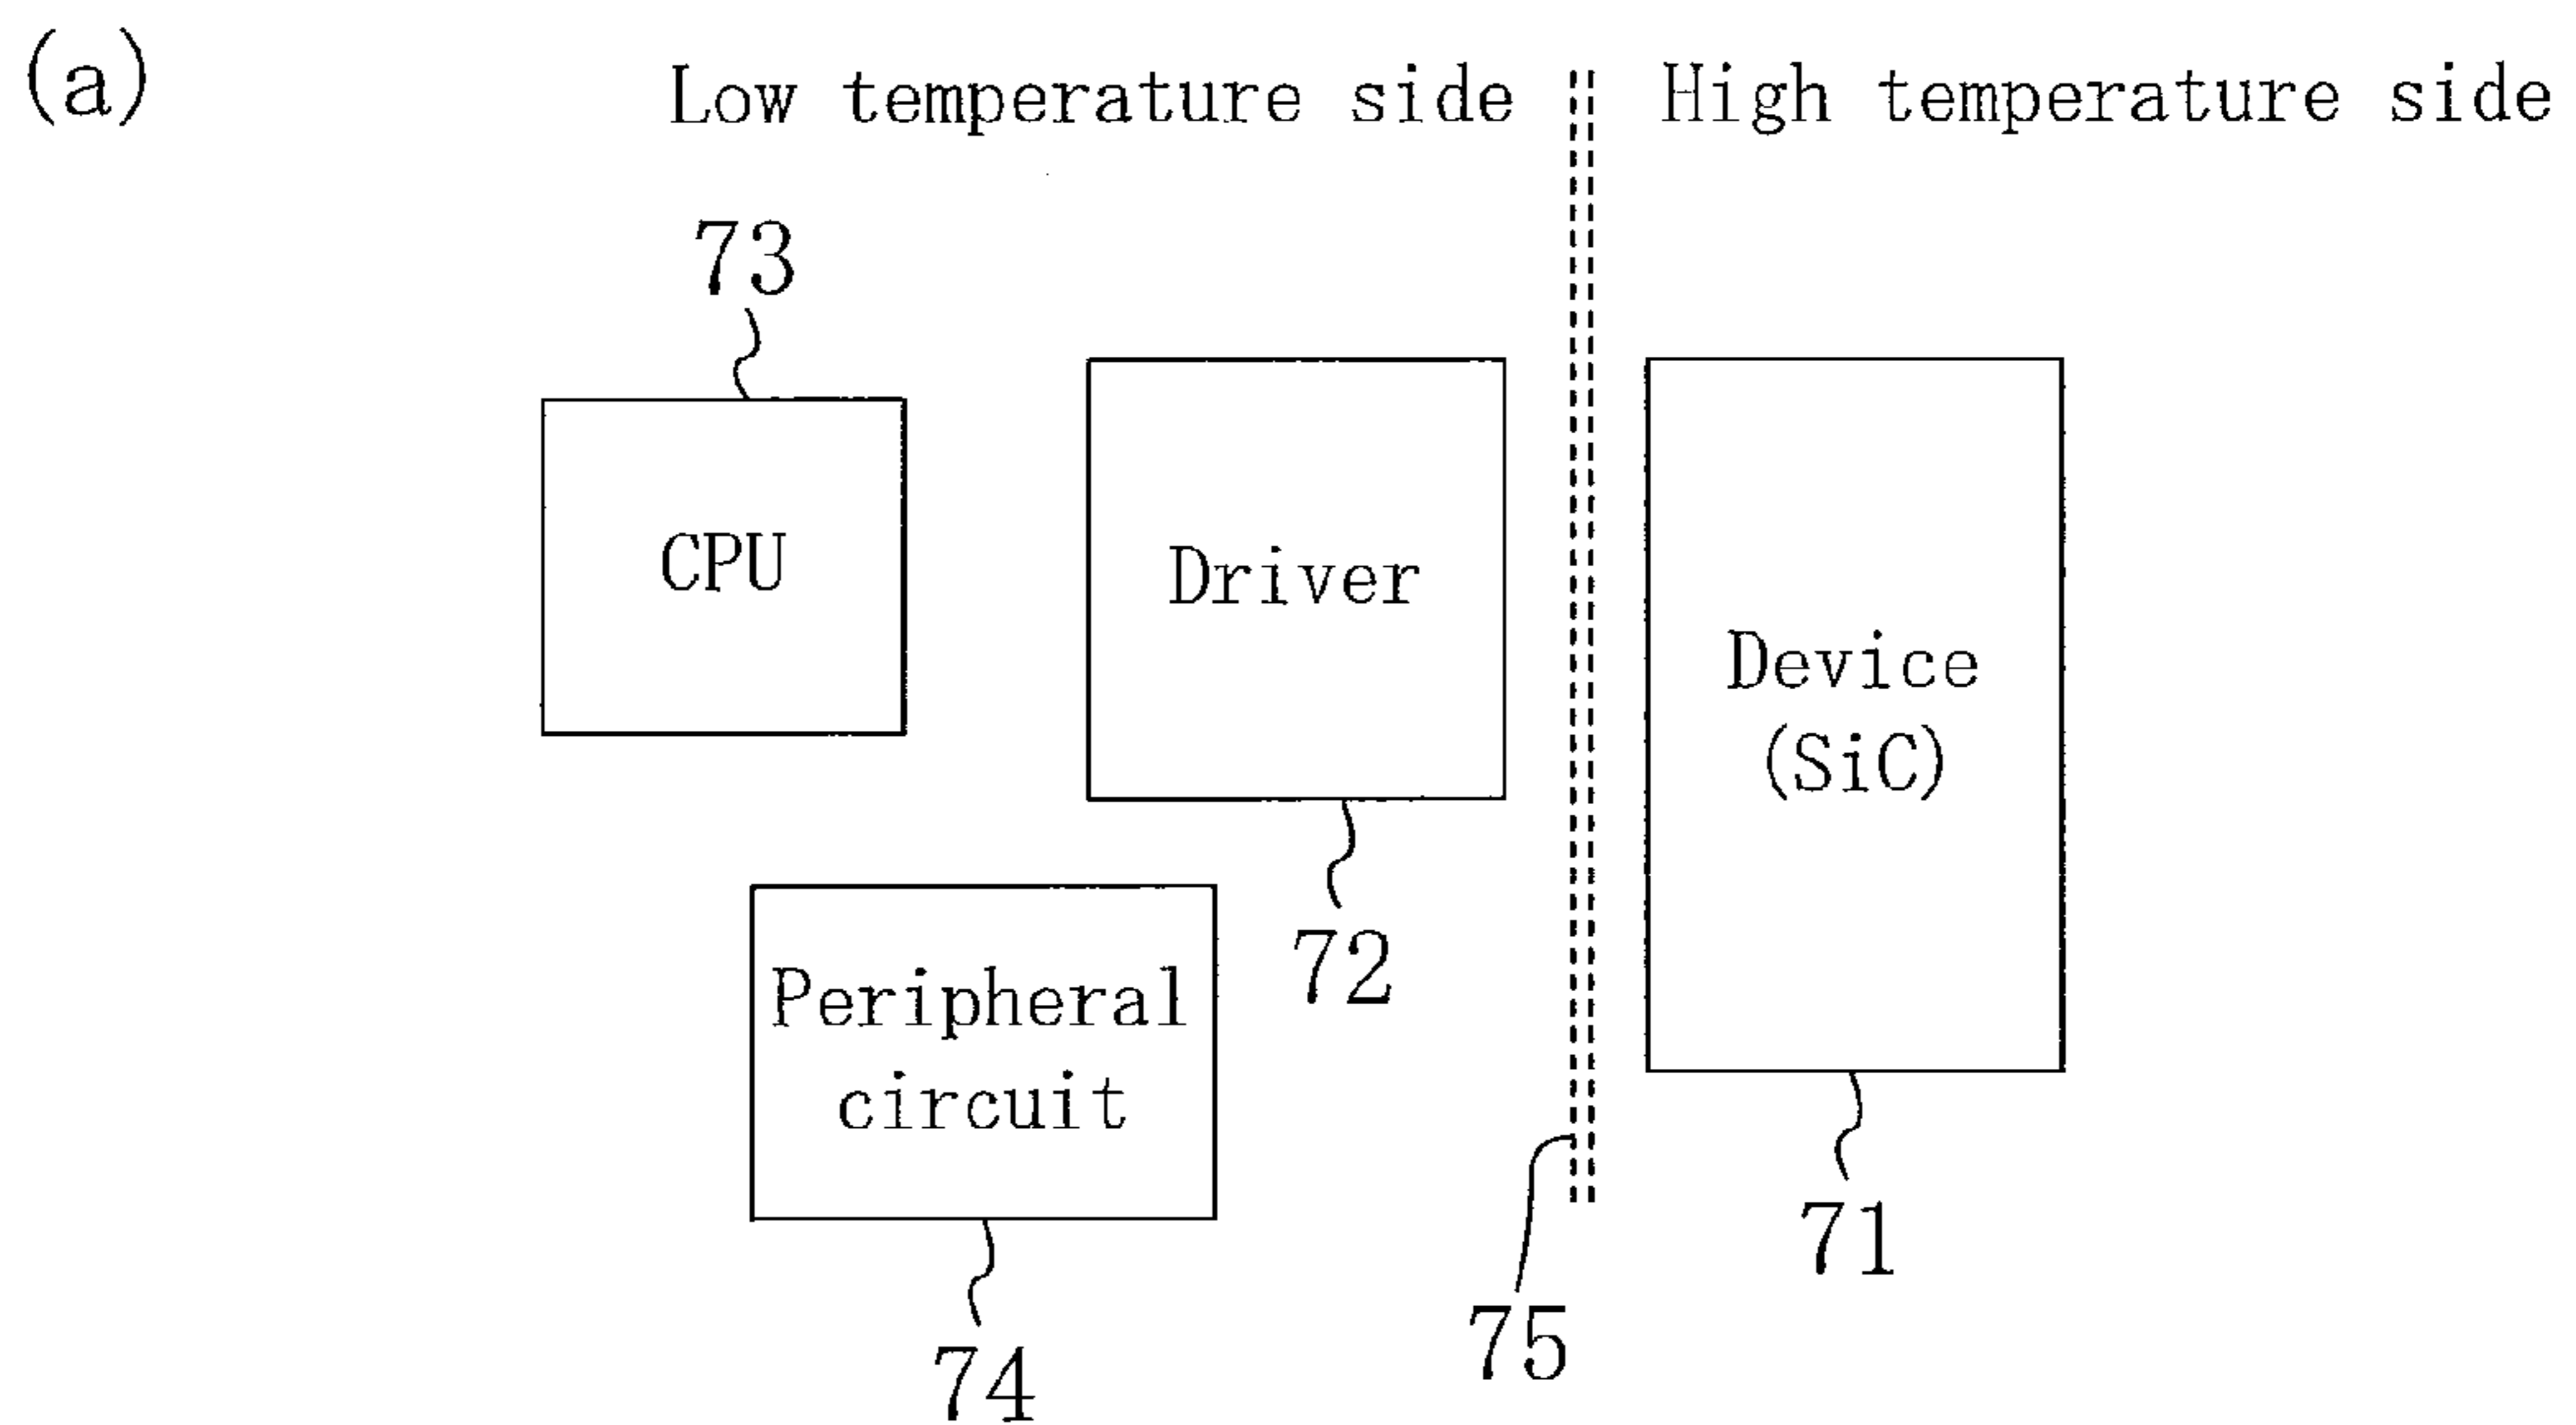 (a)
Low temperature side
High temperature side
73
CPU
Driver
Device
(SiC)
72
Peripheral
circuit
71
75
74